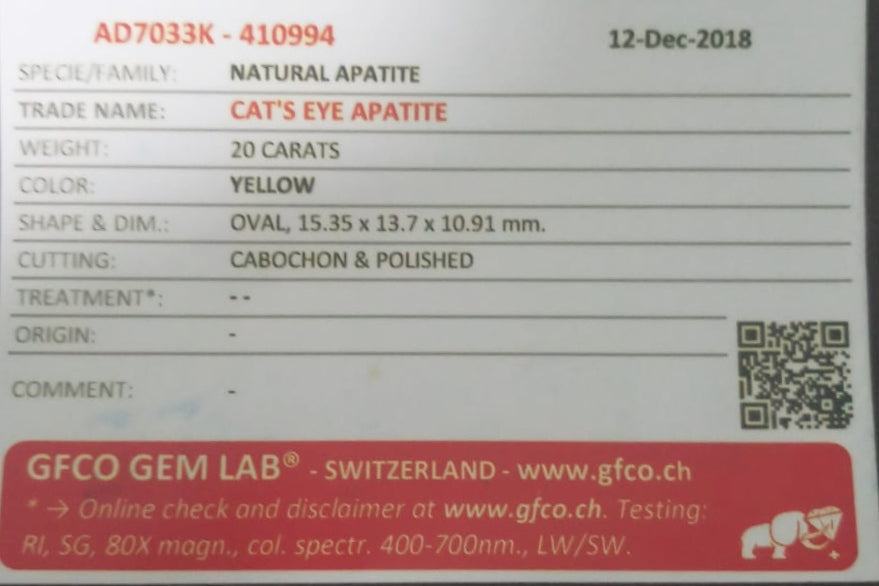 AD7033K - 410994 12-Dec-2018
SPECIE/FAMILY: NATURAL APATITE
TRADE NAME: CAT'S EYE APATITE
WEIGHT: 20 CARATS
COLOR: YELLOW
SHAPE & DIM.: OVAL, 15.35 x 13.7 x 10.91 mm.
CUTTING: CABOCHON & POLISHED
TREATMENT*: --
ORIGIN: -
COMMENT: -
GFCO GEM LAB® - SWITZERLAND - www.gfco.ch
* → Online check and disclaimer at www.gfco.ch. Testing:
RI, SG, 80X magn., col. spectr. 400-700nm., LW/SW.